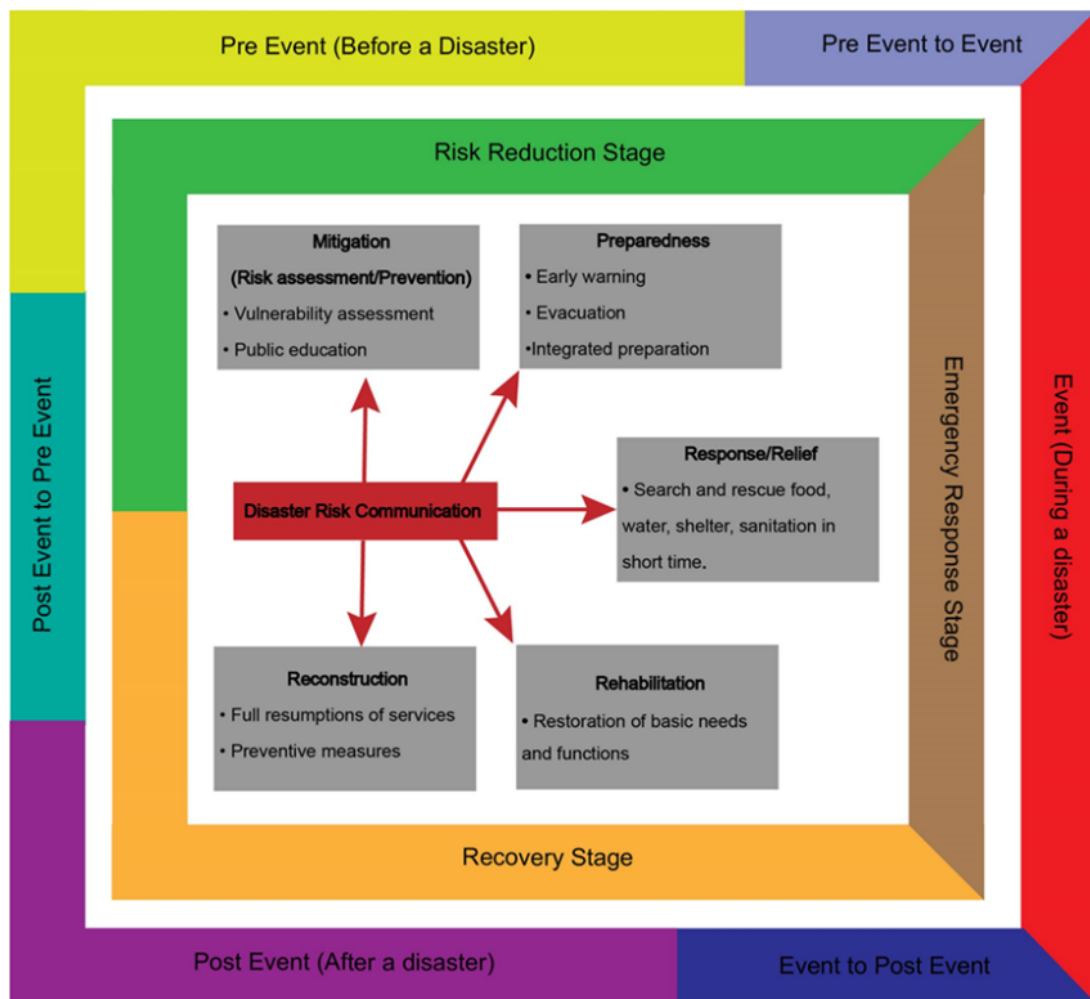 Pre Event (Before a Disaster)
Pre Event to Event
Risk Reduction Stage
Mitigation
(Risk assessment/Prevention)
• Vulnerability assessment
• Public education
Preparedness
• Early warning
• Evacuation
•Integrated preparation
Response/Relief
• Search and rescue food,
water, shelter, sanitation in
short time.
Disaster Risk Communication
Reconstruction
• Full resumptions of services
• Preventive measures
Rehabilitation
• Restoration of basic needs
and functions
Emergency Response Stage
Event (During a disaster)
Post Event to Pre Event
Recovery Stage
Post Event (After a disaster)
Event to Post Event